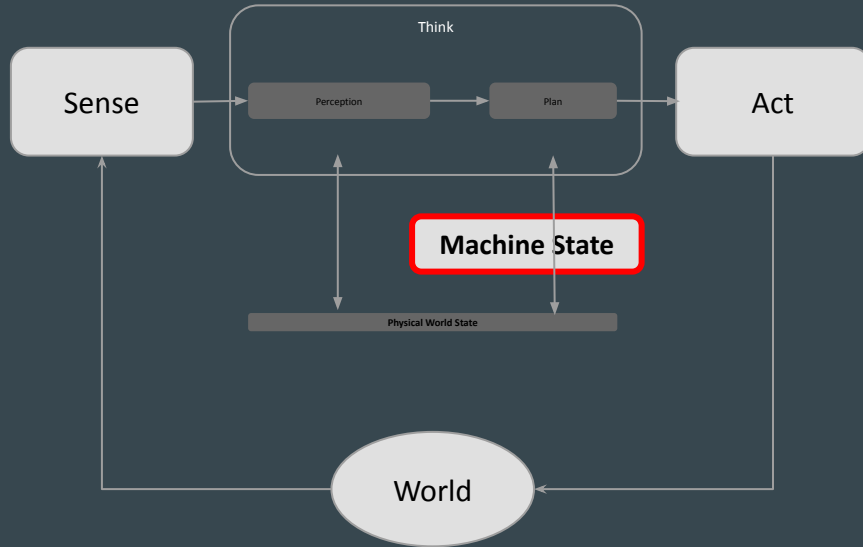 Think
Sense
Perception
Plan
Act
Machine State
Physical World State
World